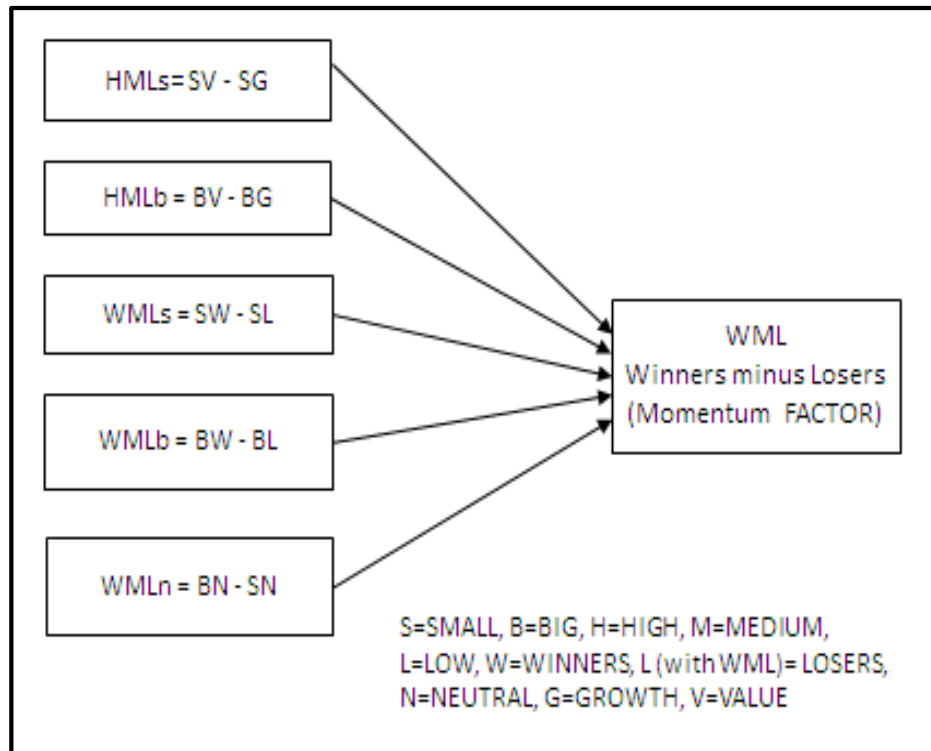 HMLs= SV - SG
HMLb = BV - BG
WMLs = SW - SL
WMLb = BW - BL
WMLn = BN - SN
WML
Winners minus Losers
(Momentum FACTOR)
S=SMALL, B=BIG, H=HIGH, M=MEDIUM,
L=LOW, W=WINNERS, L (with WML)= LOSERS,
N=NEUTRAL, G=GROWTH, V=VALUE